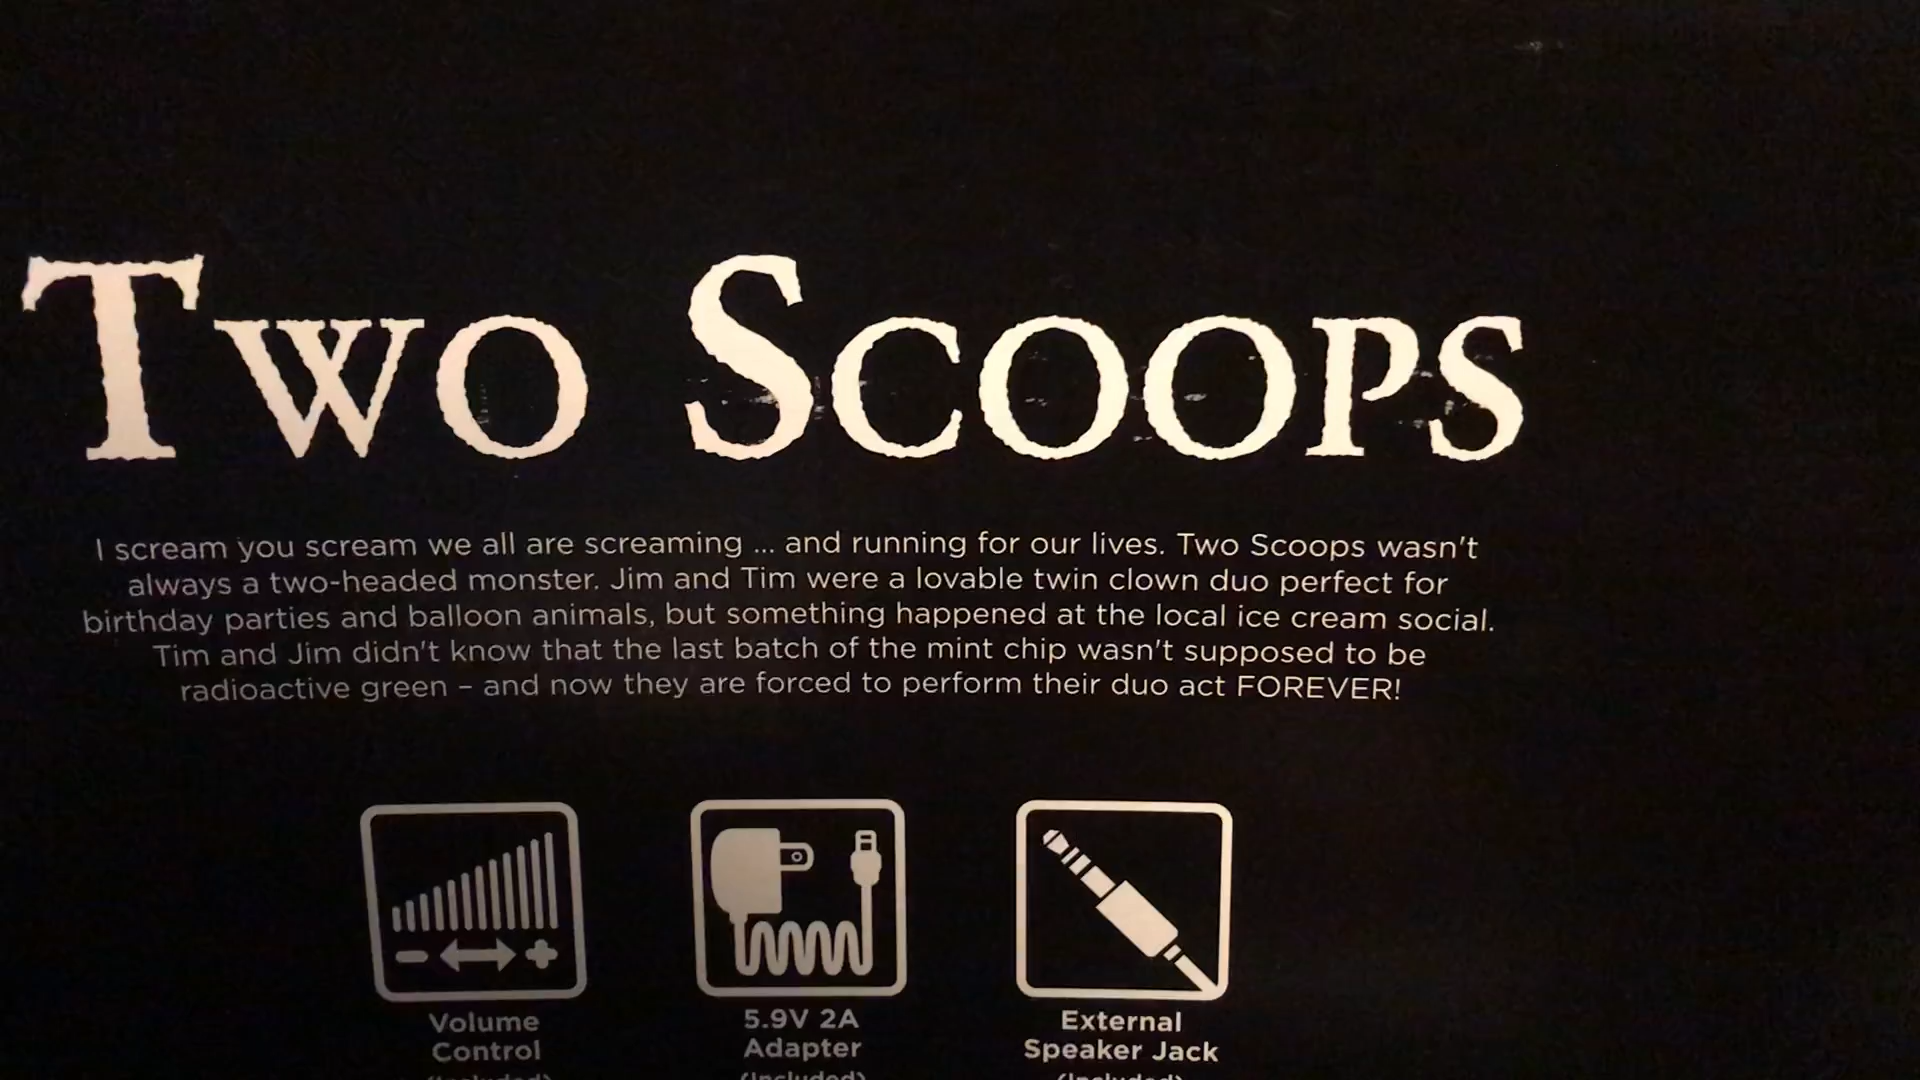 Two Scoops
I scream you scream we all are screaming ... and running for our lives. Two Scoops wasn't
always a two-headed monster. Jim and Tim were a lovable twin clown duo perfect for
birthday parties and balloon animals, but something happened at the local ice cream social.
Tim and Jim didn't know that the last batch of the mint chip wasn't supposed to be
radioactive green – and now they are forced to perform their duo act FOREVER!
Volume
Control
(Included)
5.9V 2A
Adapter
(Included)
External
Speaker Jack
(Included)